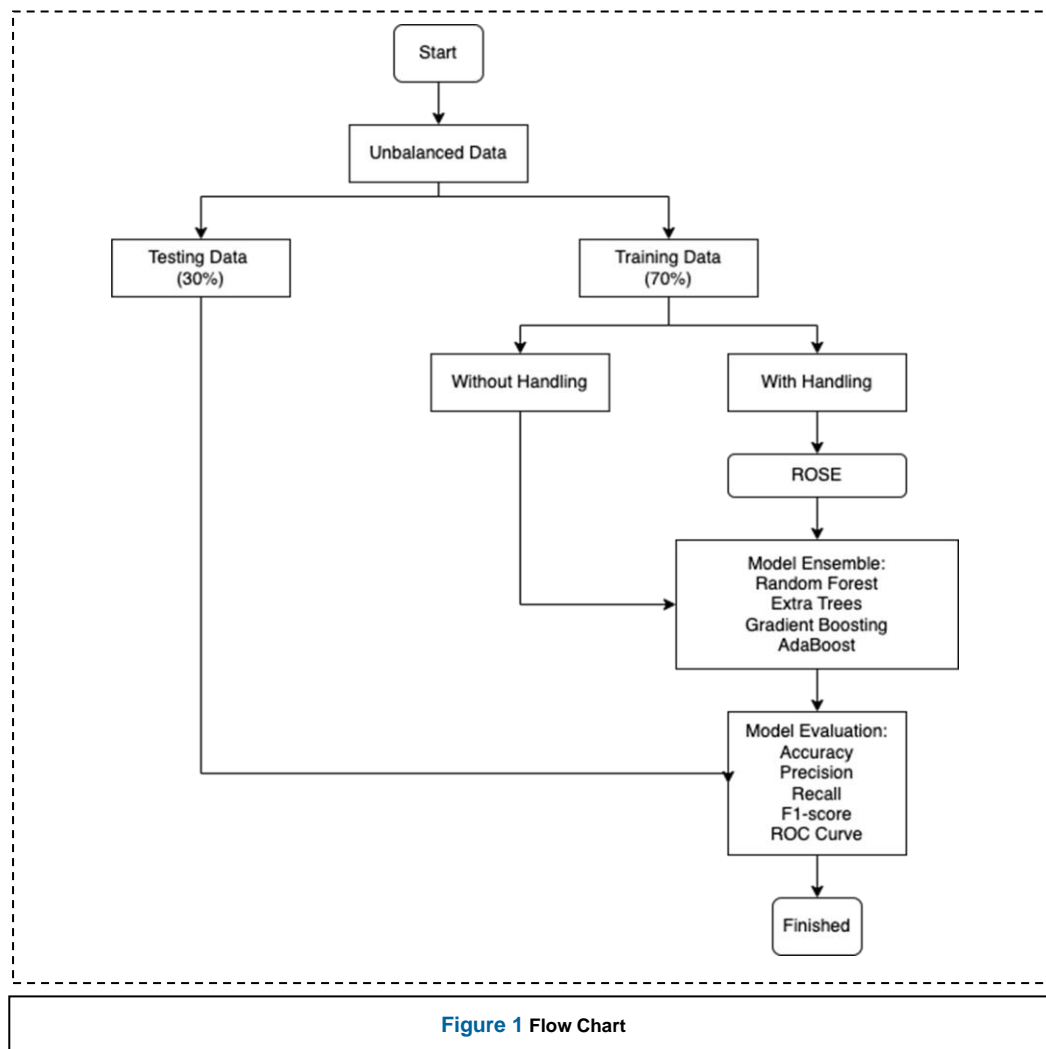 Start
Unbalanced Data
Testing Data
(30%)
Training Data
(70%)
Without Handling
With Handling
ROSE
Model Ensemble:
Random Forest
Extra Trees
Gradient Boosting
AdaBoost
Model Evaluation:
Accuracy
Precision
Recall
F1-score
ROC Curve
Finished
Figure 1 Flow Chart